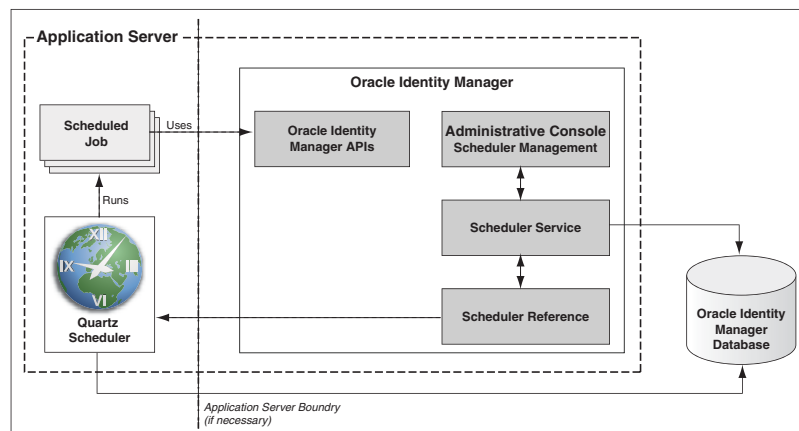 Application Server
Oracle Identity Manager
Scheduled
Job
Uses
Oracle Identity
Manager APIs
Administrative Console
Scheduler Management
Runs
XII
IX
III
VI
Scheduler Service
Quartz
Scheduler
Scheduler Reference
Oracle Identity
Manager
Database
Application Server Boundry
(if necessary)